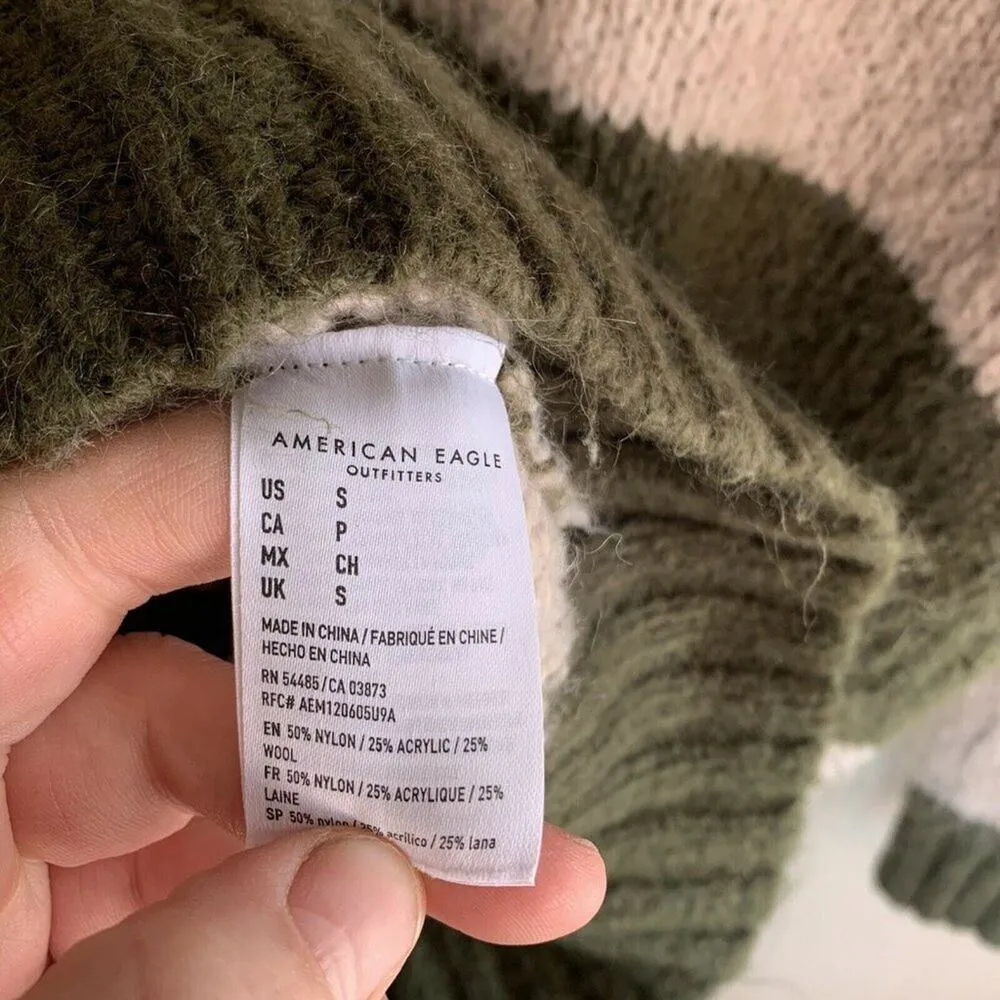 AMERICAN EAGLE
OUTFITTERS
US S
CA P
MX CH
UK S
MADE IN CHINA / FABRIQUÉ EN CHINE /
HECHO EN CHINA
RN 54485 / CA 03873
RFC# AEM120605U9A
EN 50% NYLON / 25% ACRYLIC / 25%
WOOL
FR 50% NYLON / 25% ACRYLIQUE / 25%
LAINE
SP 50% nylon / 25% acrílico / 25% lana